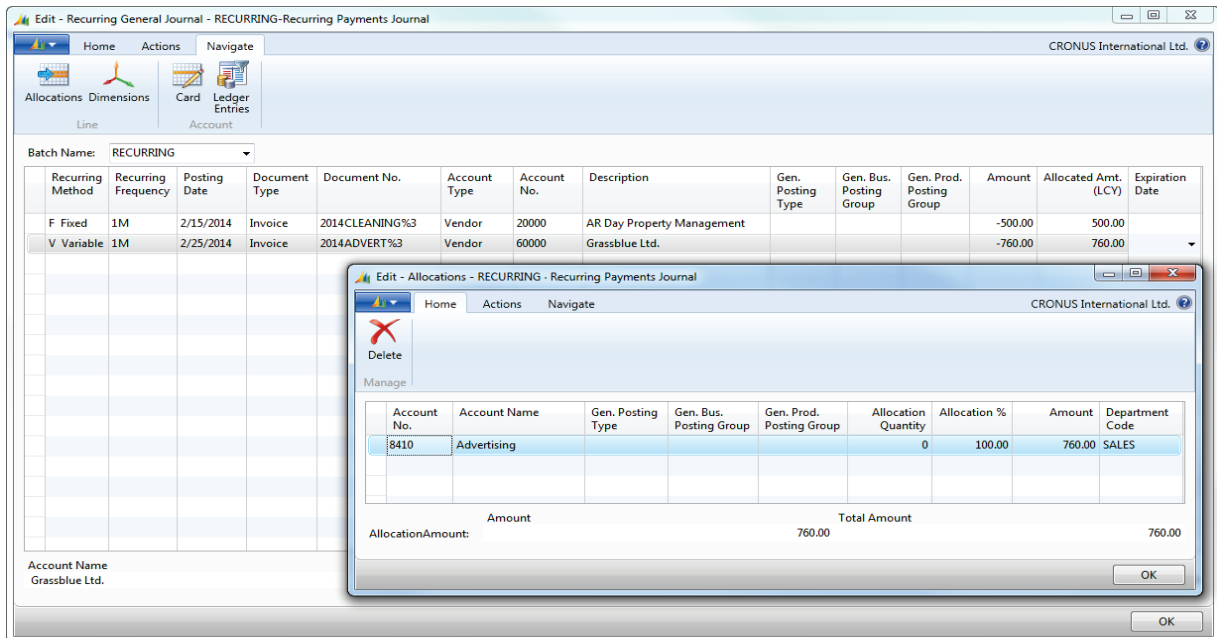 Edit - Recurring General Journal - RECURRING-Recurring Payments Journal
Home Actions Navigate CRONUS International Ltd.
Allocations Dimensions Card Ledger Entries
Line Account
Batch Name: RECURRING
Recurring Method Recurring Frequency Posting Date Document Type Document No. Account Type Account No. Description Gen. Posting Type Gen. Bus. Posting Group Gen. Prod. Posting Group Amount Allocated Amt. (LCY) Expiration Date
F Fixed 1M 2/15/2014 Invoice 2014CLEANING%3 Vendor 20000 AR Day Property Management -500.00 500.00
V Variable 1M 2/25/2014 Invoice 2014ADVERT%3 Vendor 60000 Grassblue Ltd. -760.00 760.00
Edit - Allocations - RECURRING - Recurring Payments Journal
Home Actions Navigate CRONUS International Ltd.
Delete
Manage
Account No. Account Name Gen. Posting Type Gen. Bus. Posting Group Gen. Prod. Posting Group Allocation Quantity Allocation % Amount Department Code
8410 Advertising 0 100.00 760.00 SALES
Amount Total Amount
AllocationAmount: 760.00 760.00
OK
Account Name
Grassblue Ltd.
OK